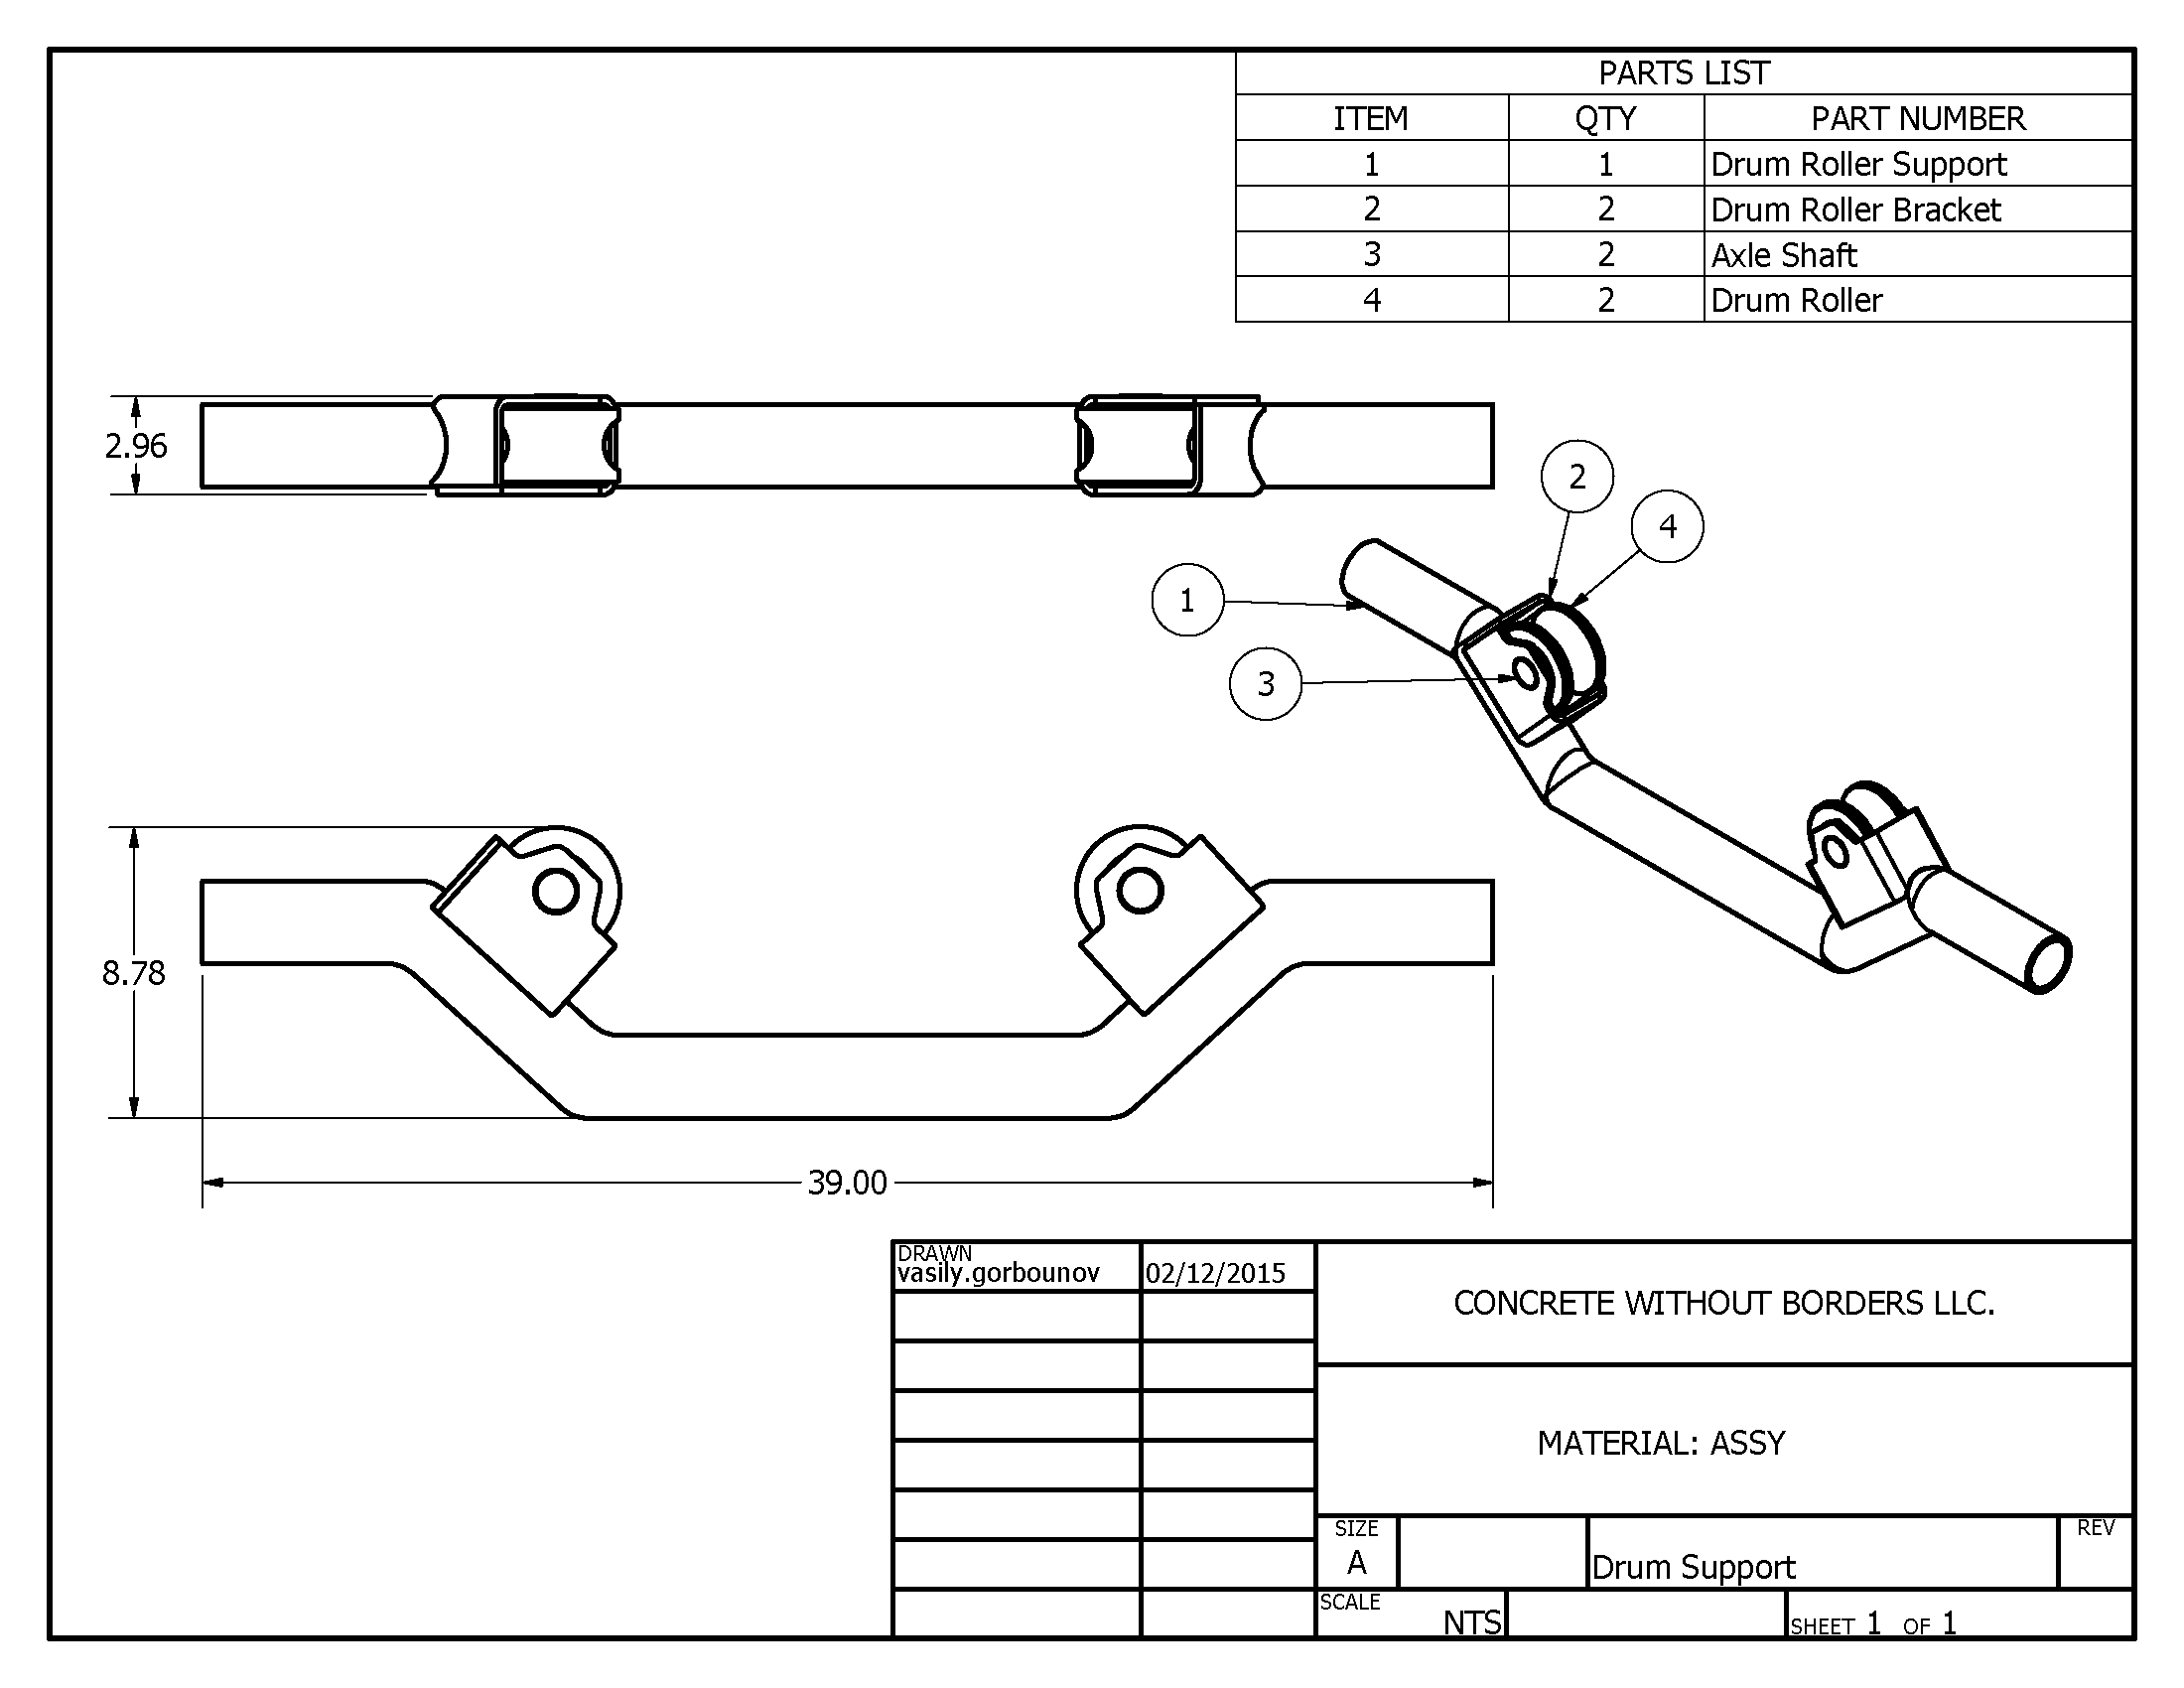 PARTS LIST
ITEM QTY PART NUMBER
1 1 Drum Roller Support
2 2 Drum Roller Bracket
3 2 Axle Shaft
4 2 Drum Roller
2.96
2
4
1
3
8.78
39.00
DRAWN
vasily.gorbounov 02/12/2015
CONCRETE WITHOUT BORDERS LLC.
MATERIAL: ASSY
SIZE
A
Drum Support
REV
SCALE
NTS
SHEET 1 OF 1